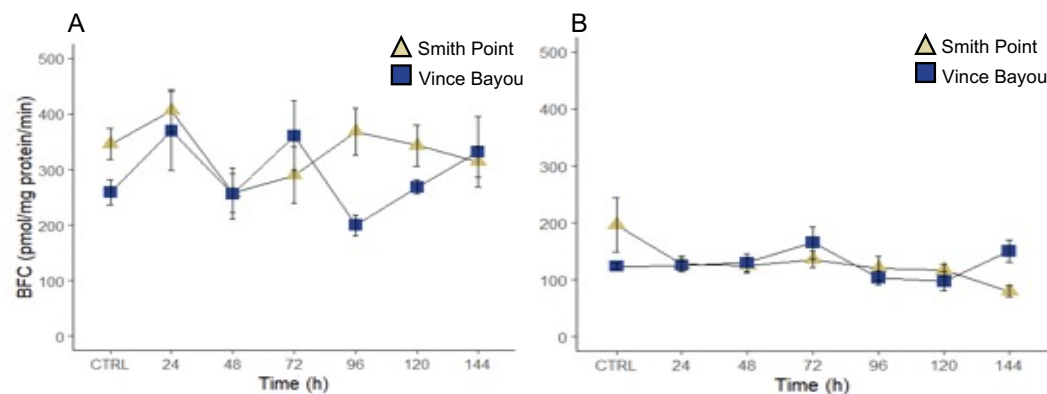 A
Smith Point
Vince Bayou
500
400
300
200
100
0
BFC (pmol/mg protein/min)
CTRL 24 48 72 96 120 144
Time (h)
B
Smith Point
Vince Bayou
500
400
300
200
100
0
CTRL 24 48 72 96 120 144
Time (h)